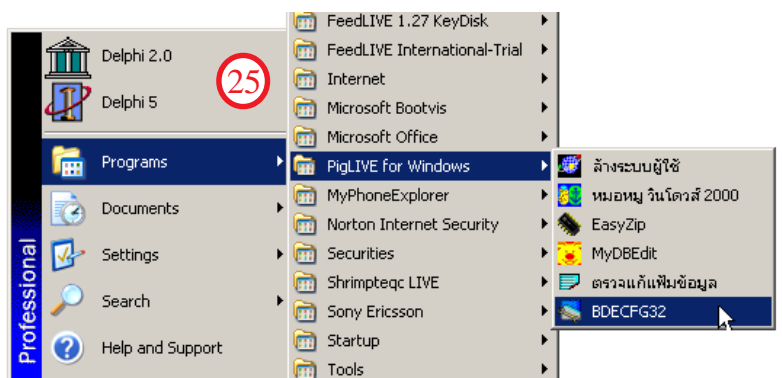 Professional
Delphi 2.0
Delphi 5
25
Programs
Documents
Settings
Search
Help and Support
FeedLIVE 1.27 KeyDisk
FeedLIVE International-Trial
Internet
Microsoft Bootvis
Microsoft Office
PigLIVE for Windows
MyPhoneExplorer
Norton Internet Security
Securities
Shrimpteqc LIVE
Sony Ericsson
Startup
Tools
ล้างระบบผู้ใช้
หมอหมู วินโดวส์ 2000
EasyZip
MyDBEdit
ตรวจแก้แฟ้มข้อมูล
BDECFG32